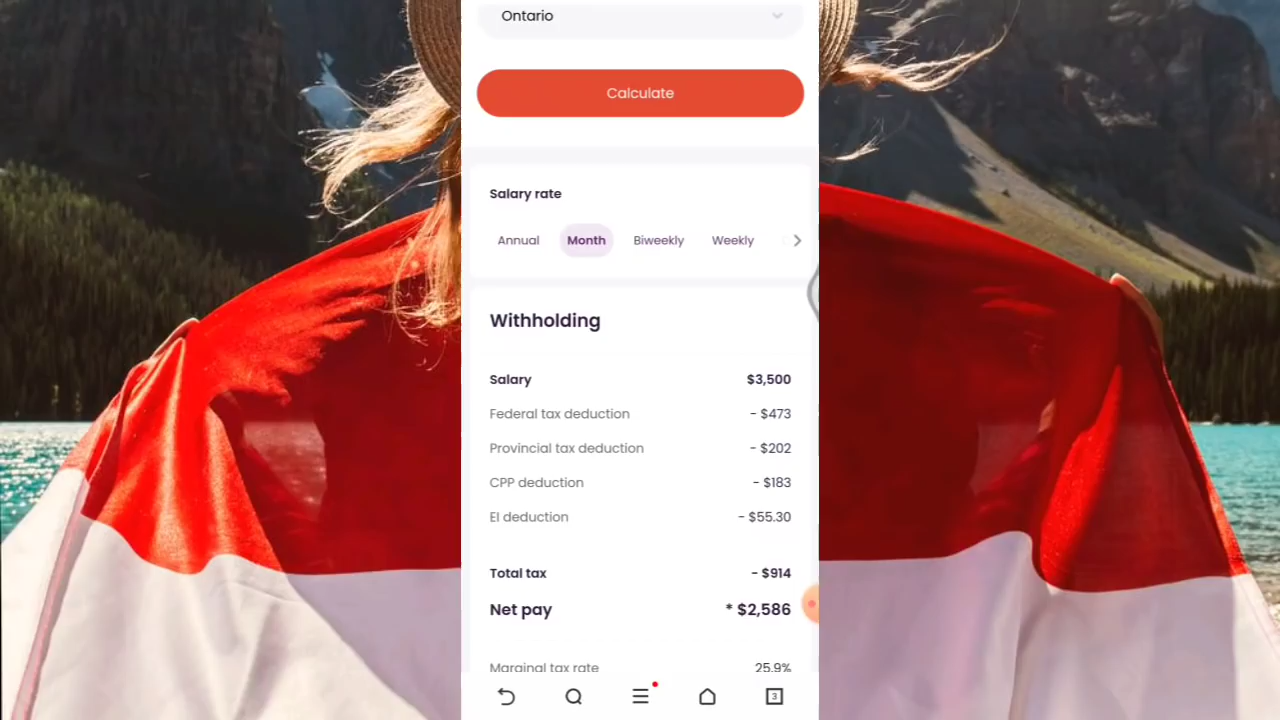 Ontario
Calculate
Salary rate
Annual Month Biweekly Weekly
Withholding
Salary $3,500
Federal tax deduction - $473
Provincial tax deduction - $202
CPP deduction - $183
EI deduction - $55.30
Total tax - $914
Net pay * $2,586
Marginal tax rate 25.9%
3